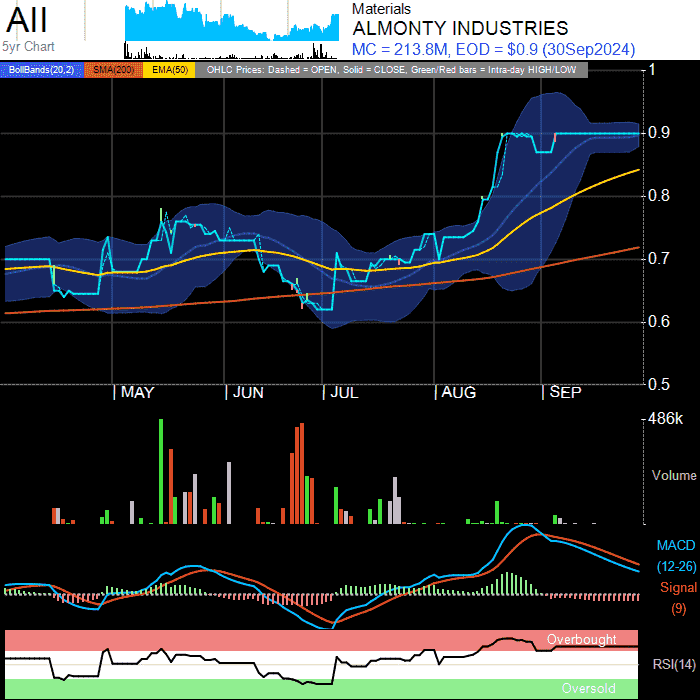 AII
5yr Chart
Materials
ALMONTY INDUSTRIES
MC = 213.8M, EOD = $0.9 (30Sep2024)
BollBands(20,2) SMA(200) EMA(50) OHLC Prices: Dashed = OPEN, Solid = CLOSE, Green/Red bars = Intra-day HIGH/LOW
1
0.9
0.8
0.7
0.6
0.5
MAY JUN JUL AUG SEP
486k
Volume
MACD
(12-26)
Signal
(9)
Overbought
RSI(14)
Oversold